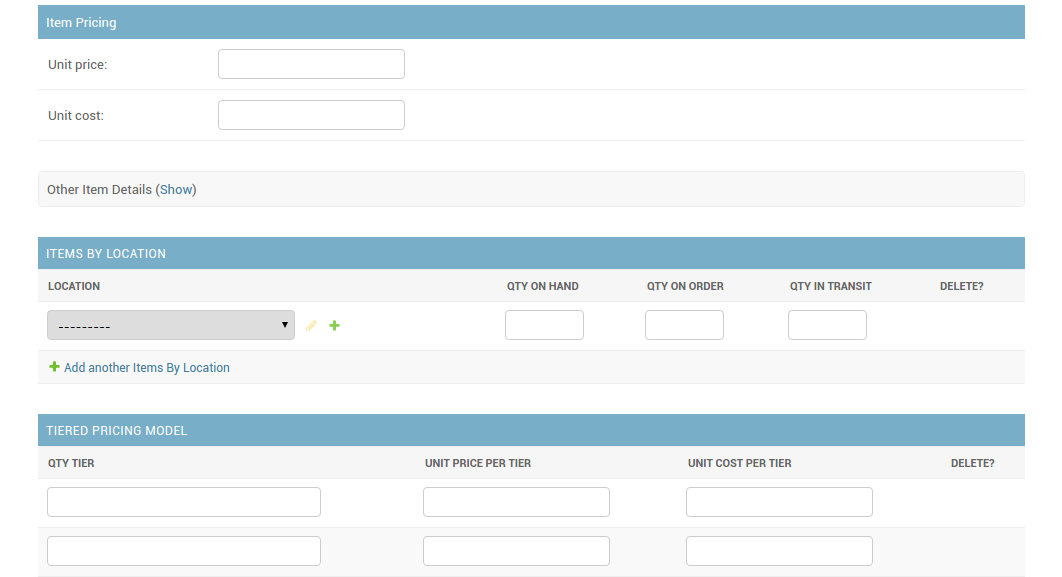 Item Pricing
Unit price:
Unit cost:
Other Item Details (Show)
ITEMS BY LOCATION
LOCATION QTY ON HAND QTY ON ORDER QTY IN TRANSIT DELETE?
---------
Add another Items By Location
TIERED PRICING MODEL
QTY TIER UNIT PRICE PER TIER UNIT COST PER TIER DELETE?